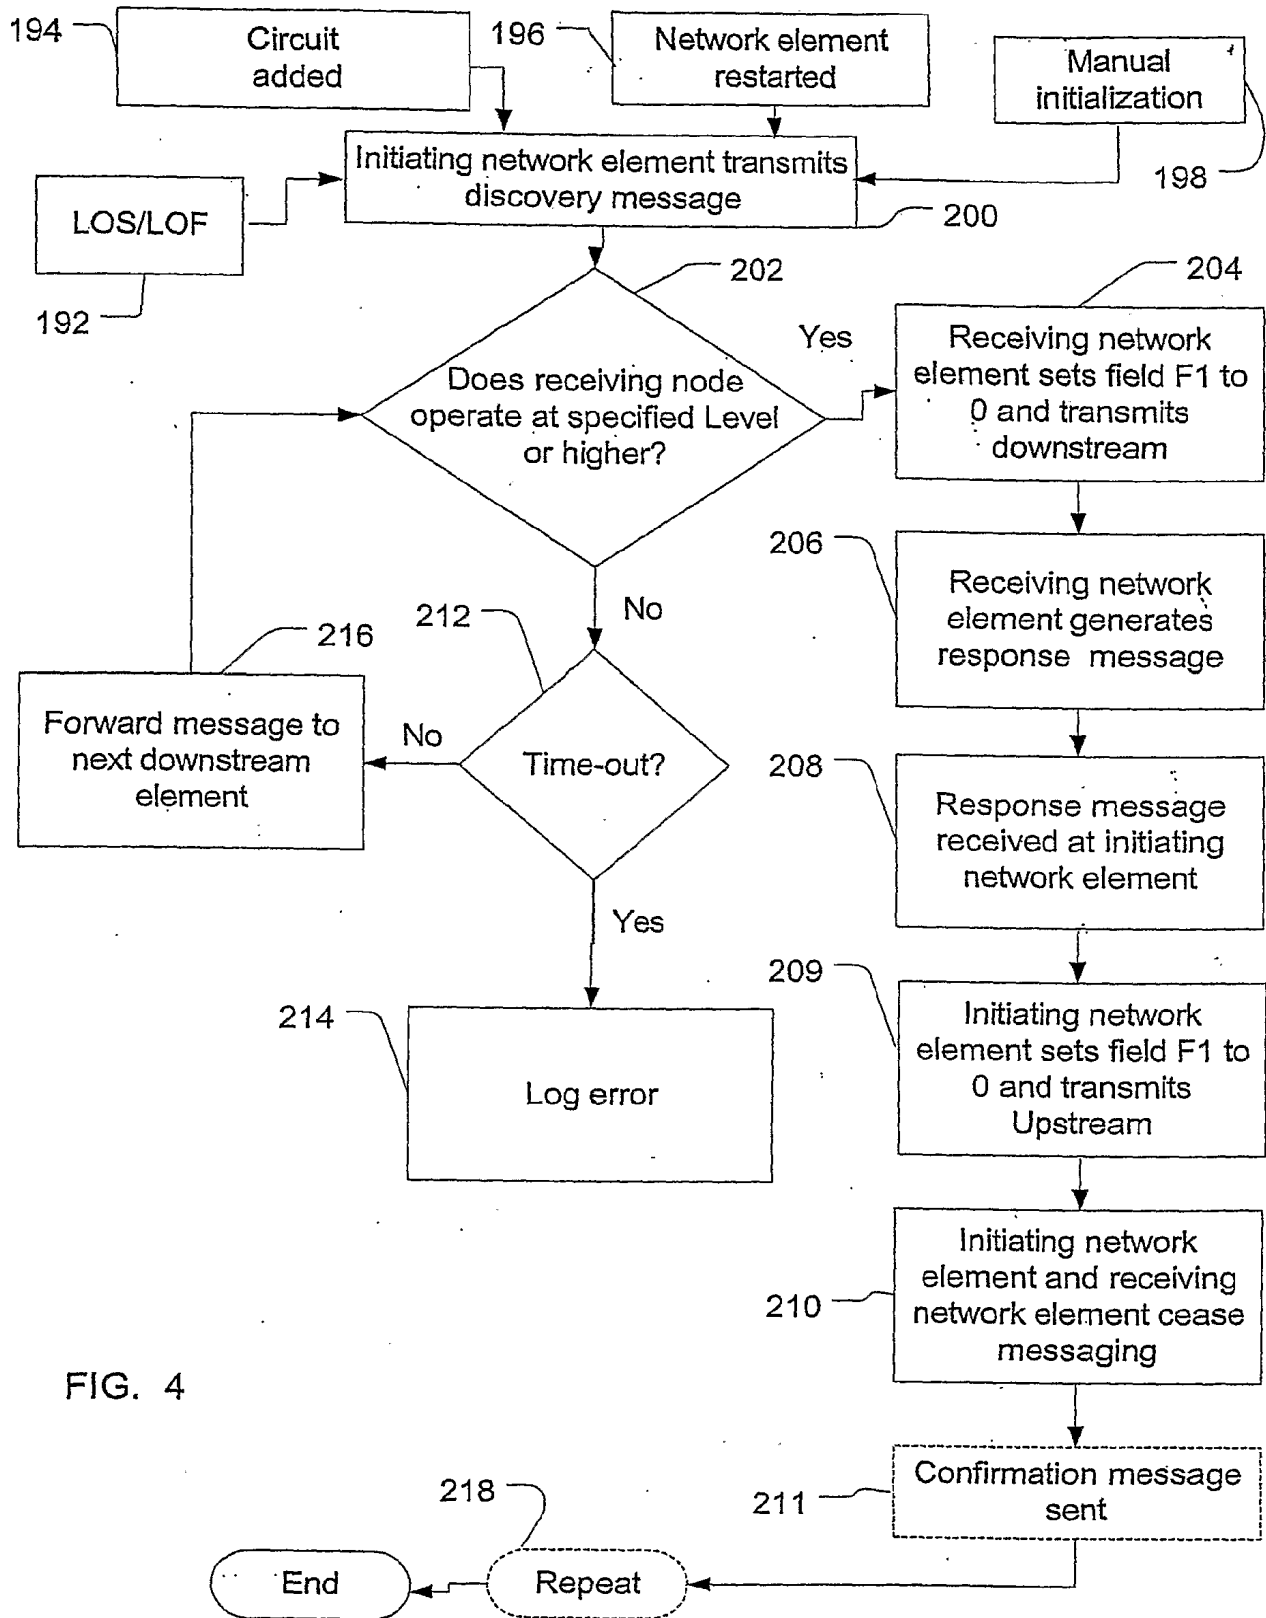 194
Circuit
added
196
Network element
restarted
Manual
initialization
198
Initiating network element transmits
discovery message
200
LOS/LOF
192
202
Does receiving node
operate at specified Level
or higher?
Yes
204
Receiving network
element sets field F1 to
0 and transmits
downstream
206
Receiving network
element generates
response message
No
212
216
Forward message to
next downstream
element
No
Time-out?
208
Response message
received at initiating
network element
Yes
209
Initiating network
element sets field F1 to
0 and transmits
Upstream
214
Log error
210
Initiating network
element and receiving
network element cease
messaging
FIG. 4
211
Confirmation message
sent
218
Repeat
End